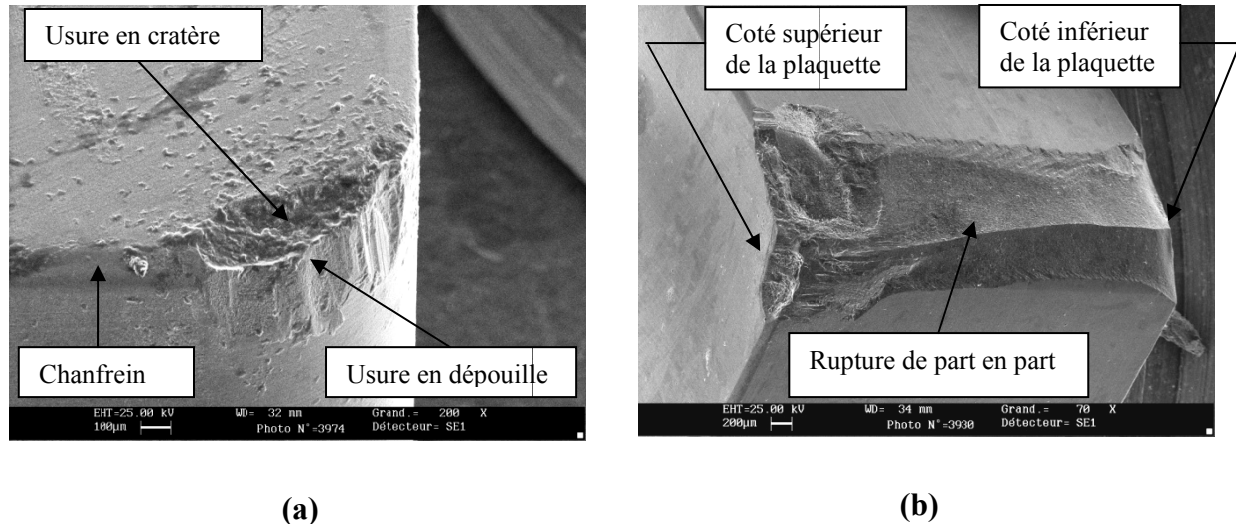 Usure en cratère
Chanfrein
Usure en dépouille
EHT=25.00 kV WD= 32 mm Grand.= 200 X
100µm Photo N°=3974 Détecteur= SE1
(a)
Coté supérieur
de la plaquette
Coté inférieur
de la plaquette
Rupture de part en part
EHT=25.00 kV WD= 34 mm Grand.= 70 X
200µm Photo N°=3930 Détecteur= SE1
(b)